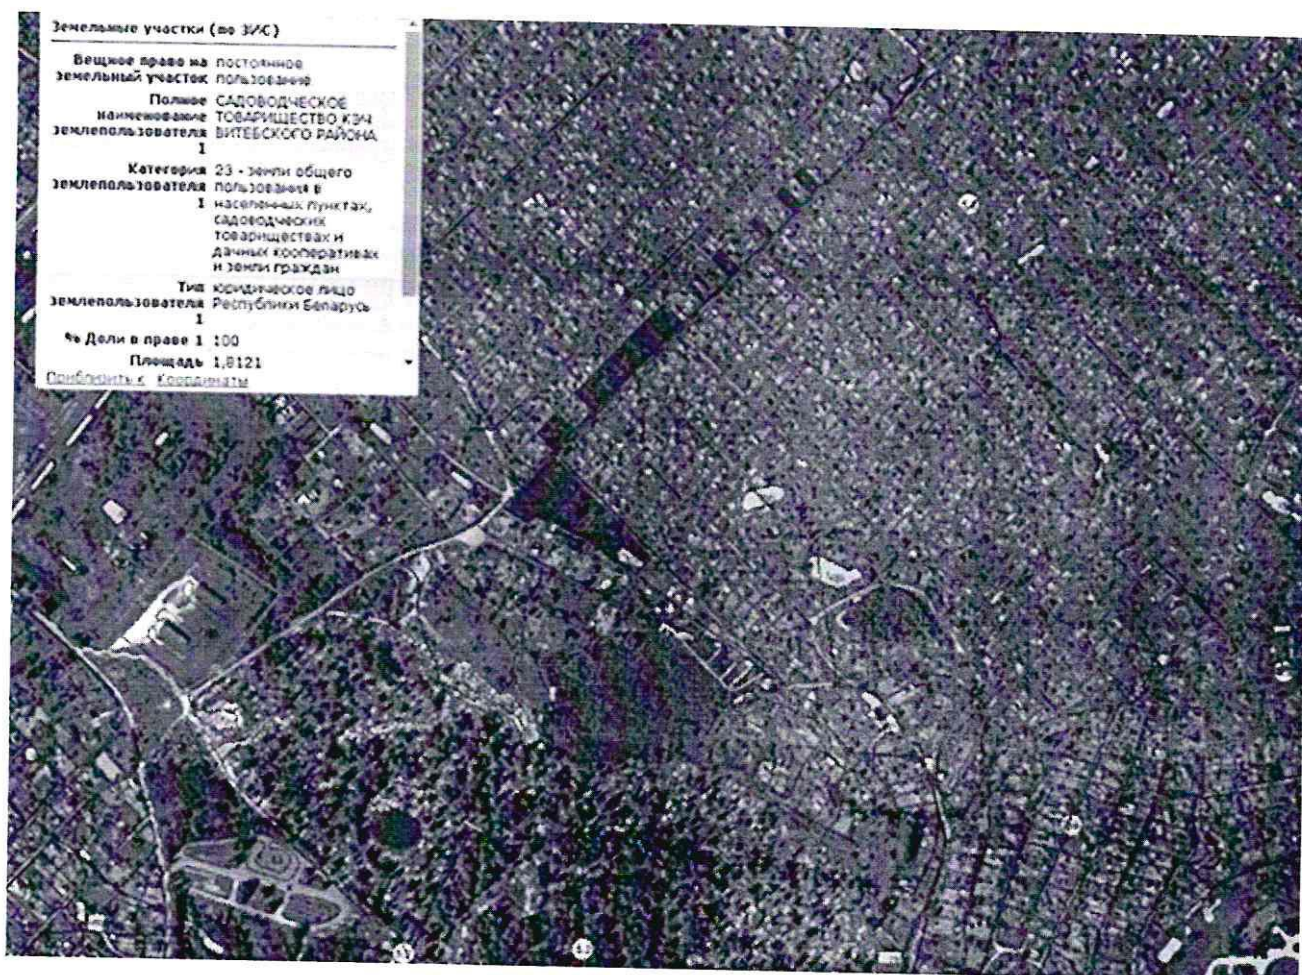 Земельные участки (по ЗИС)
Вещное право на постоянное
земельный участок пользование
Полное САДОВОДЧЕСКОЕ
наименование ТОВАРИЩЕСТВО КЭЧ
землепользователя ВИТЕБСКОГО РАЙОНА
1
Категория 23 - земли общего
землепользователя пользования в
1 населенных пунктах,
садоводческих
товариществах и
дачных кооперативах
и земли граждан
Тип юридическое лицо
землепользователя Республики Беларусь
1
% Доли в праве 1 100
Площадь 1,8121
Приблизить к Координаты